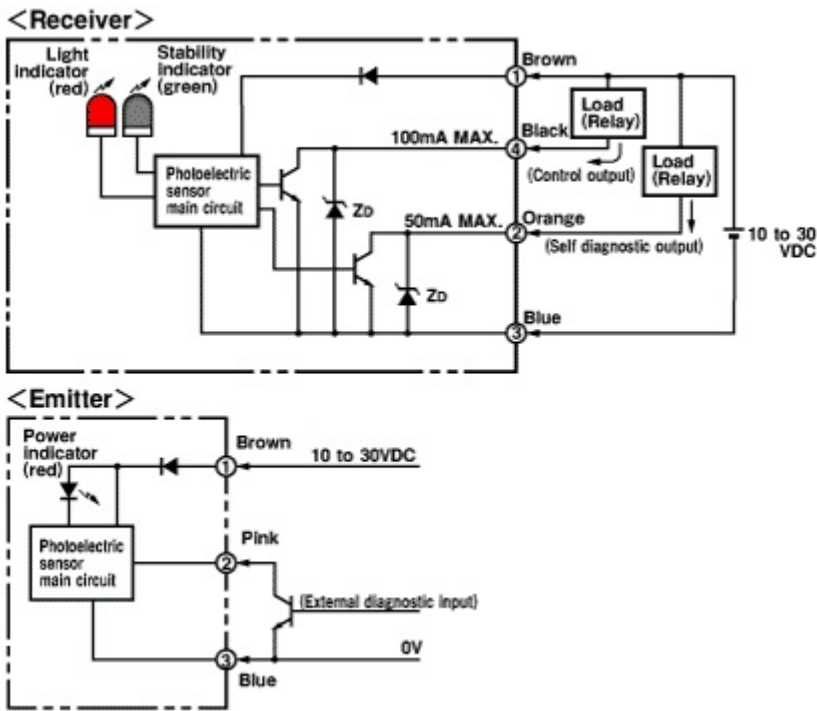 <Receiver>
Light
indicator
(red)
Stability
indicator
(green)
Photoelectric
sensor
main circuit
100mA MAX.
ZD
50mA MAX.
ZD
1
Brown
4
Black
2
Orange
3
Blue
Load
(Relay)
(Control output)
Load
(Relay)
(Self diagnostic output)
10 to 30
VDC
<Emitter>
Power
indicator
(red)
Photoelectric
sensor
main circuit
1
Brown
10 to 30VDC
Pink
2
(External diagnostic input)
0V
3
Blue